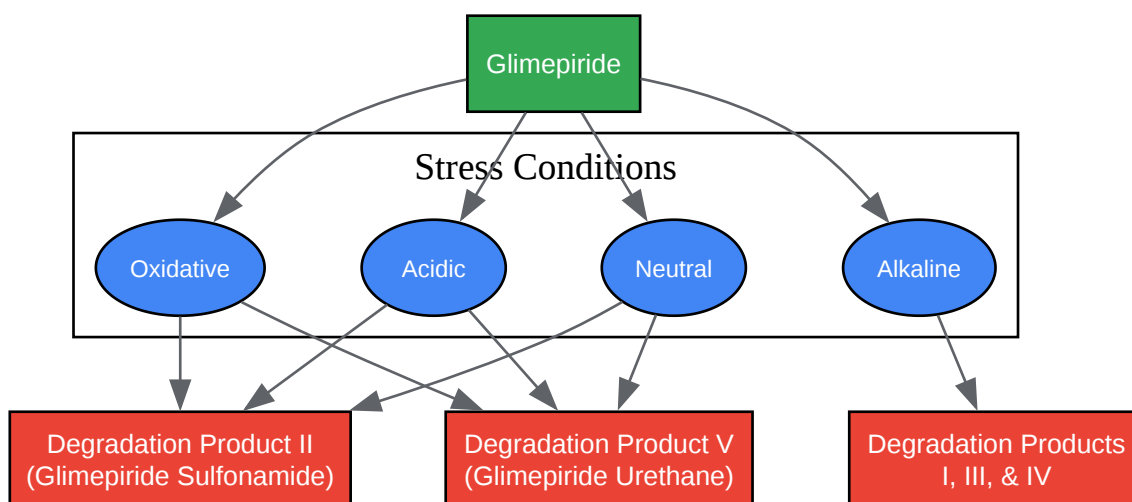 Glimepiride
Stress Conditions
Oxidative
Acidic
Neutral
Alkaline
Degradation Product II
(Glimepiride Sulfonamide)
Degradation Product V
(Glimepiride Urethane)
Degradation Products
I, III, & IV